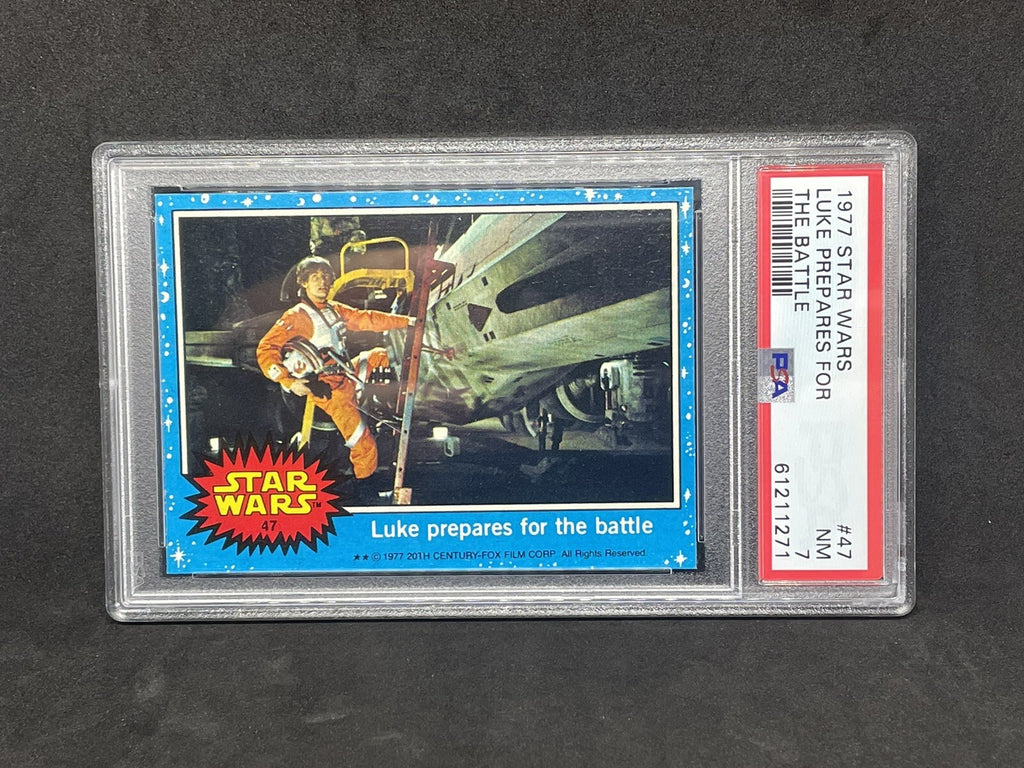 STAR
WARS™
47
Luke prepares for the battle
★★ © 1977 20TH CENTURY-FOX FILM CORP. All Rights Reserved.
1977 STAR WARS #47
LUKE PREPARES FOR NM
THE BATTLE 7
PSA
61211271